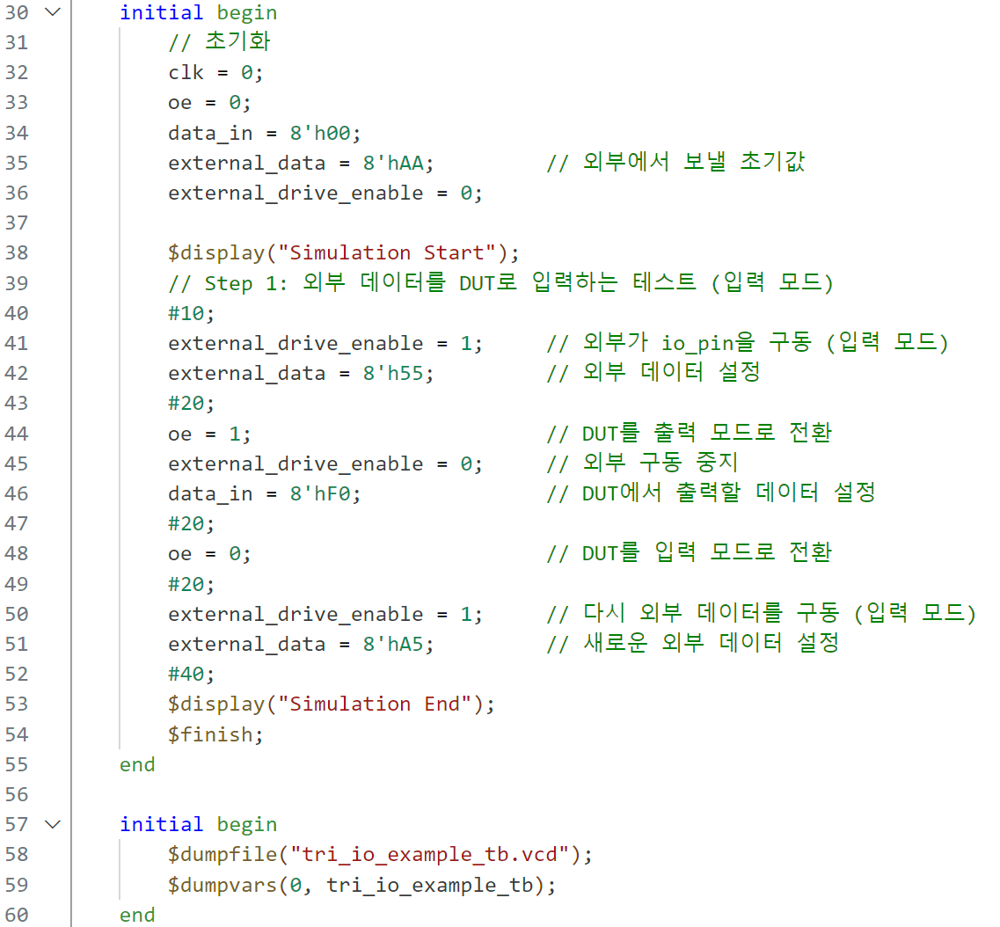 30 initial begin
31 // 초기화
32 clk = 0;
33 oe = 0;
34 data_in = 8'h00;
35 external_data = 8'hAA; // 외부에서 보낼 초기값
36 external_drive_enable = 0;
37
38 $display("Simulation Start");
39 // Step 1: 외부 데이터를 DUT로 입력하는 테스트 (입력 모드)
40 #10;
41 external_drive_enable = 1; // 외부가 io_pin을 구동 (입력 모드)
42 external_data = 8'h55; // 외부 데이터 설정
43 #20;
44 oe = 1; // DUT를 출력 모드로 전환
45 external_drive_enable = 0; // 외부 구동 중지
46 data_in = 8'hF0; // DUT에서 출력할 데이터 설정
47 #20;
48 oe = 0; // DUT를 입력 모드로 전환
49 #20;
50 external_drive_enable = 1; // 다시 외부 데이터를 구동 (입력 모드)
51 external_data = 8'hA5; // 새로운 외부 데이터 설정
52 #40;
53 $display("Simulation End");
54 $finish;
55 end
56
57 initial begin
58 $dumpfile("tri_io_example_tb.vcd");
59 $dumpvars(0, tri_io_example_tb);
60 end